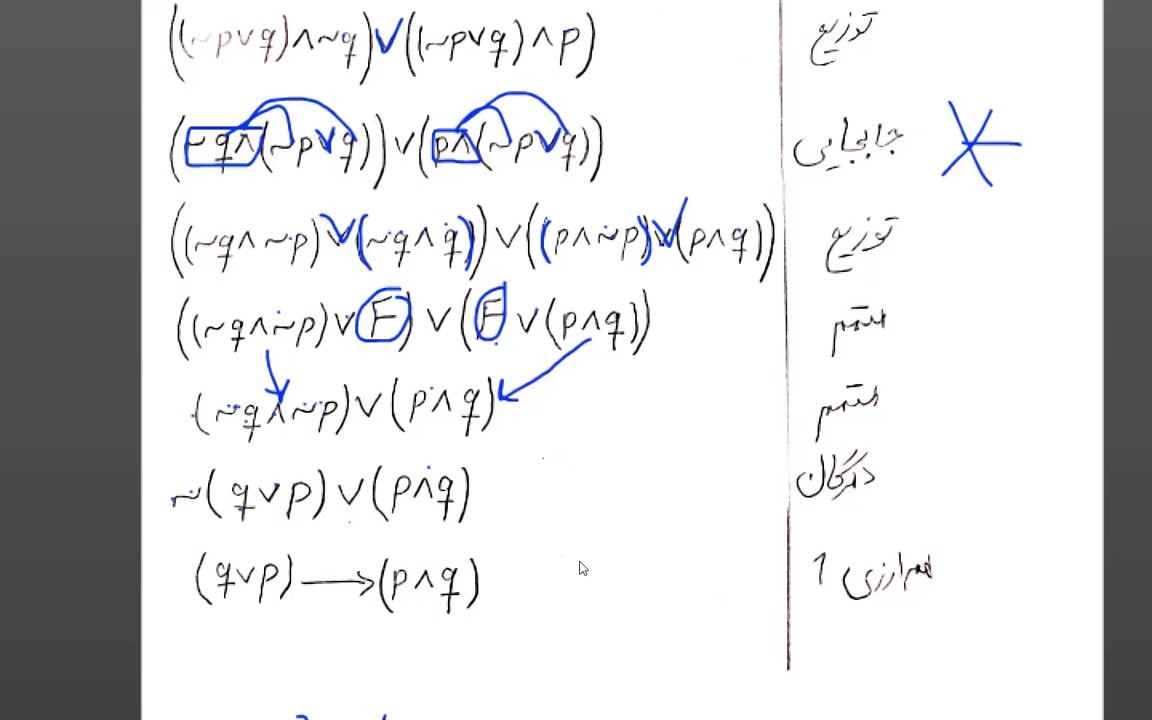 ((~p∨q)∧~q)∨((~p∨q)∧p) توزیع
(~q∧(~p∨q))∨(p∧(~p∨q)) جابجایی
((~q∧~p)∨(~q∧q))∨((p∧~p)∨(p∧q)) توزیع
((~q∧~p)∨F)∨(F∨(p∧q)) متمم
(~q∧~p)∨(p∧q) متمم
~(q∨p)∨(p∧q) دمرگان
(q∨p)⟶(p∧q) هم ارزی 1